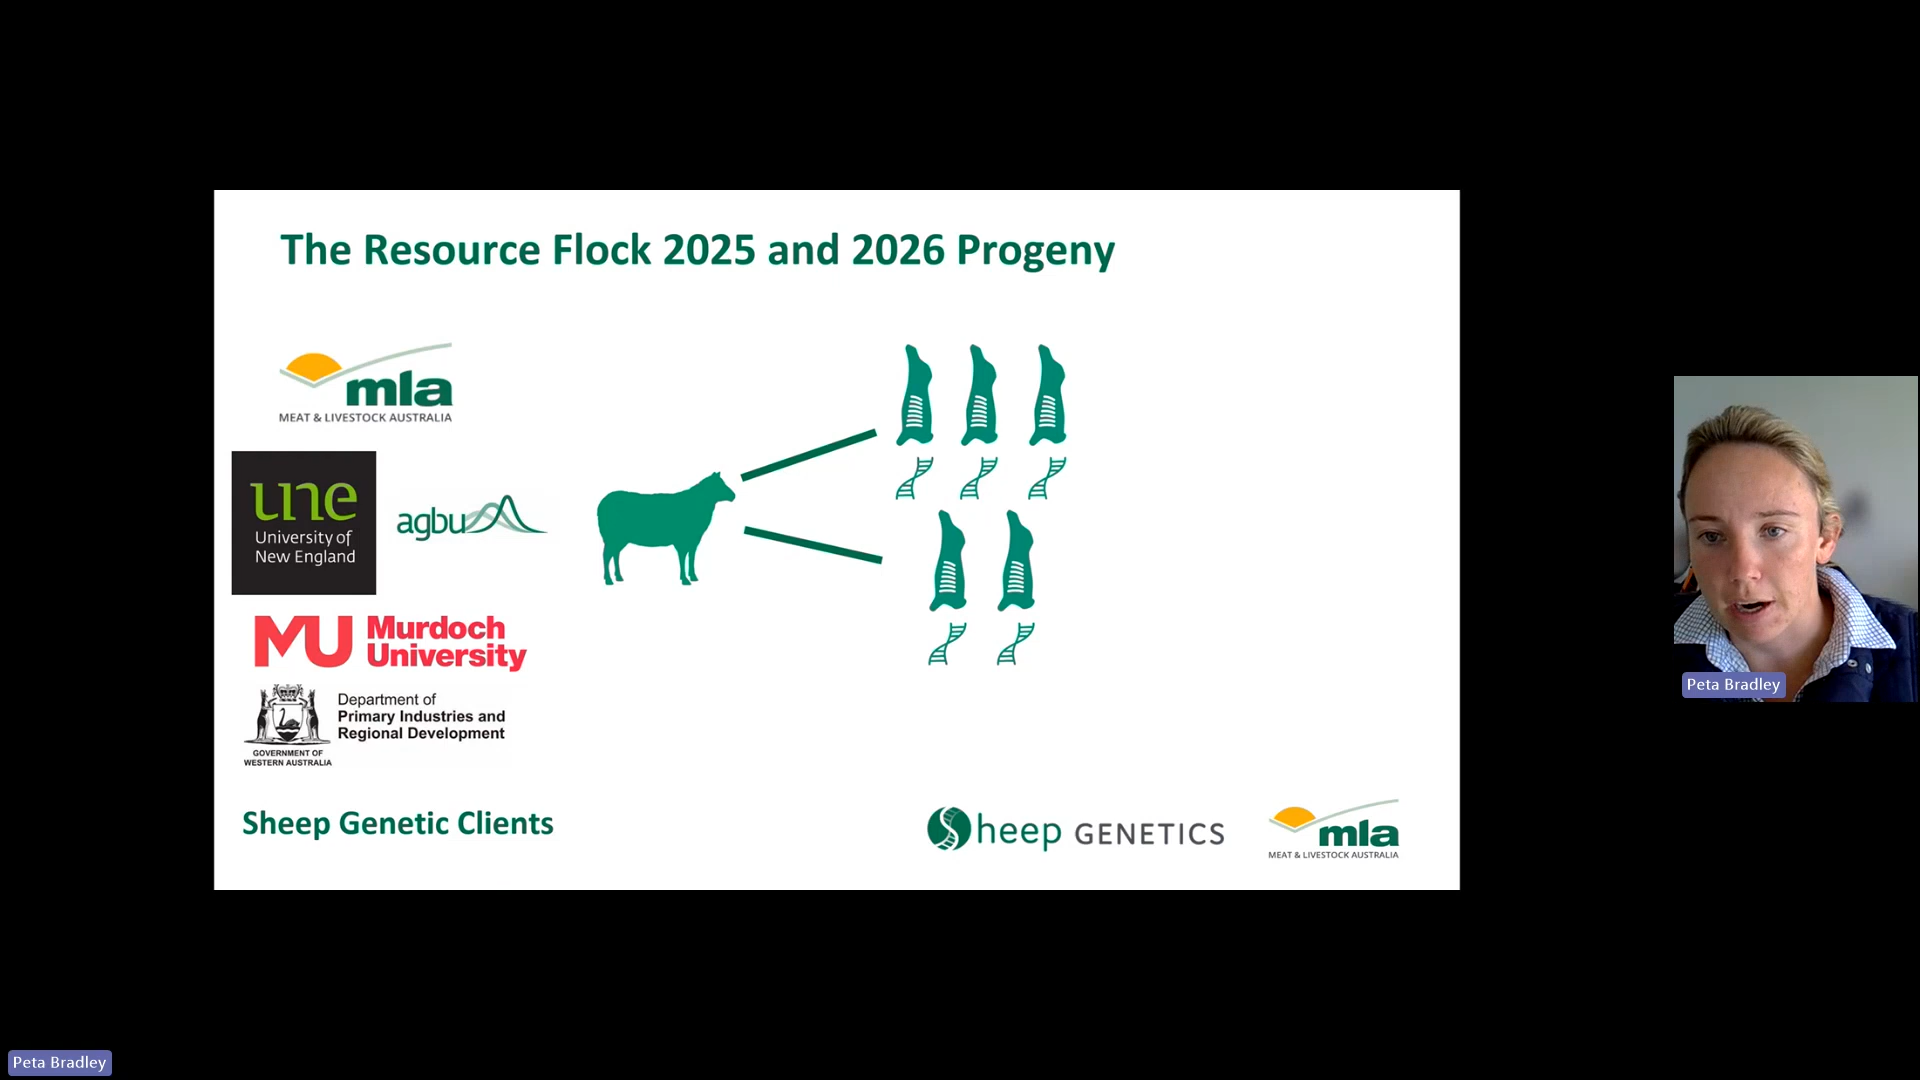 The Resource Flock 2025 and 2026 Progeny
mla
MEAT & LIVESTOCK AUSTRALIA
une
University of
New England
agbu
MU Murdoch
University
Department of
Primary Industries and
Regional Development
GOVERNMENT OF
WESTERN AUSTRALIA
Sheep Genetic Clients
Sheep GENETICS
mla
MEAT & LIVESTOCK AUSTRALIA
Peta Bradley
Peta Bradley